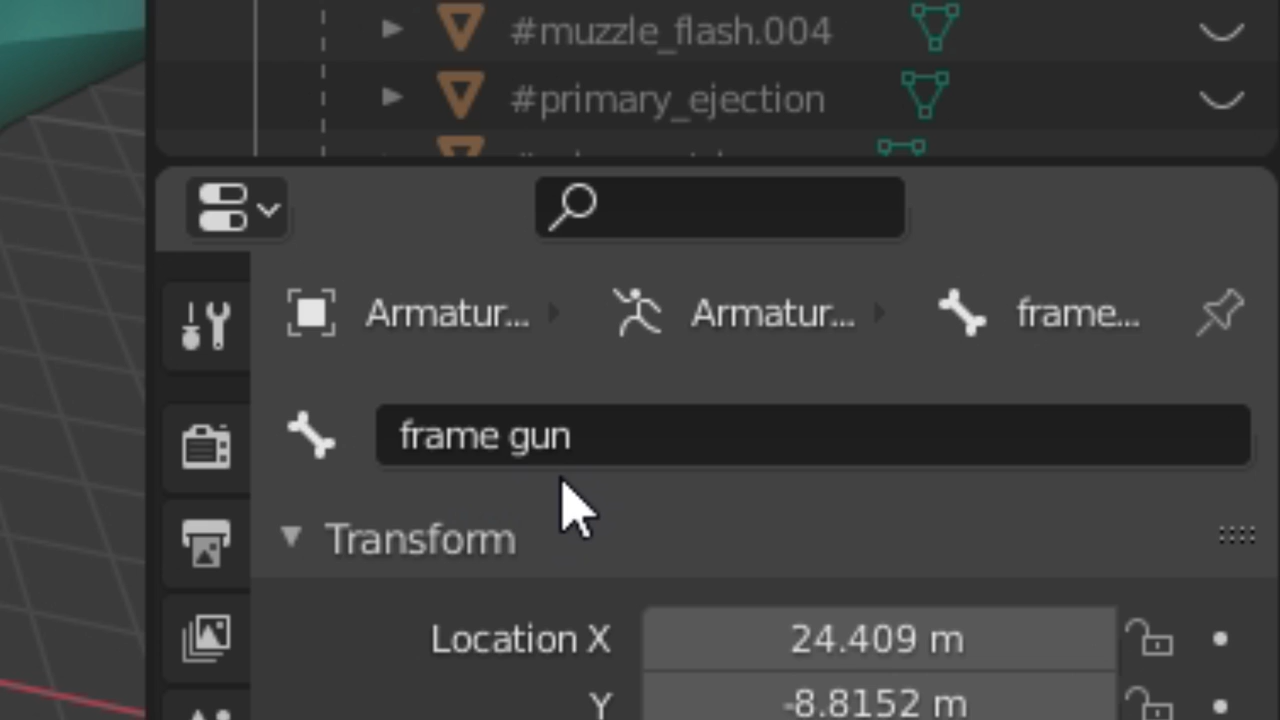 #muzzle_flash.004
#primary_ejection
Armatur... Armatur... frame...
frame gun
Transform
Location X 24.409 m
Y -8.8152 m